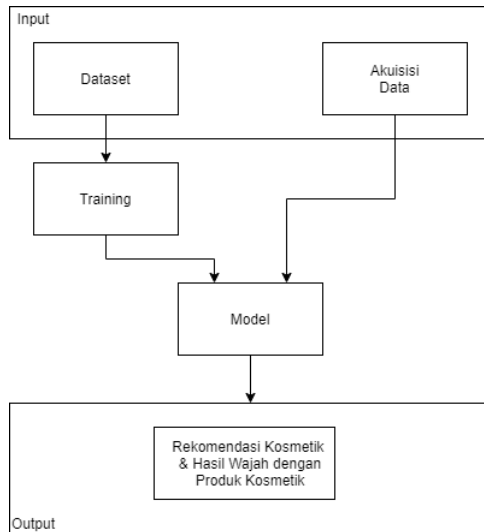 Input
Dataset
Akuisisi
Data
Training
Model
Rekomendasi Kosmetik
& Hasil Wajah dengan
Produk Kosmetik
Output